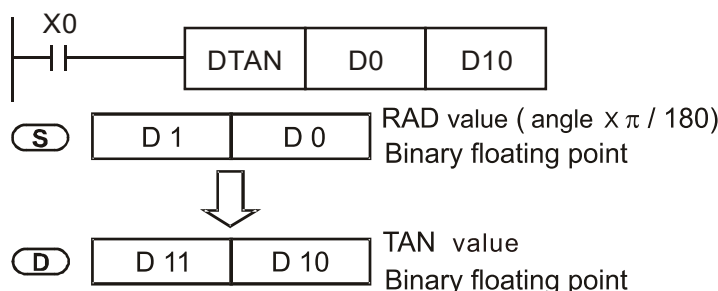 X0
DTAN D0 D10
S D 1 D 0 RAD value ( angle x π / 180)
Binary floating point
D D 11 D 10 TAN value
Binary floating point